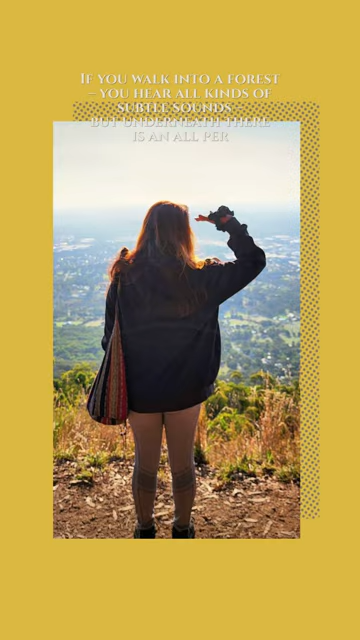 If you walk into a forest
– you hear all kinds of
subtle sounds –
but underneath there
is an all per